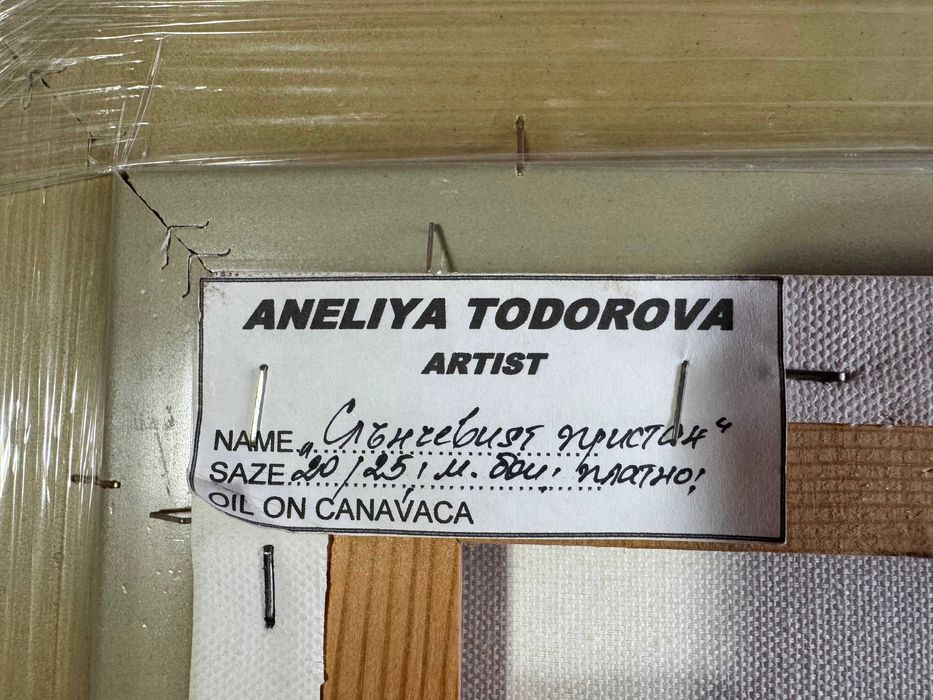 ANELIYA TODOROVA
ARTIST
NAME „Слънчевият пристан“
SAZE 20/25; м. бои; платно;
OIL ON CANAVACA